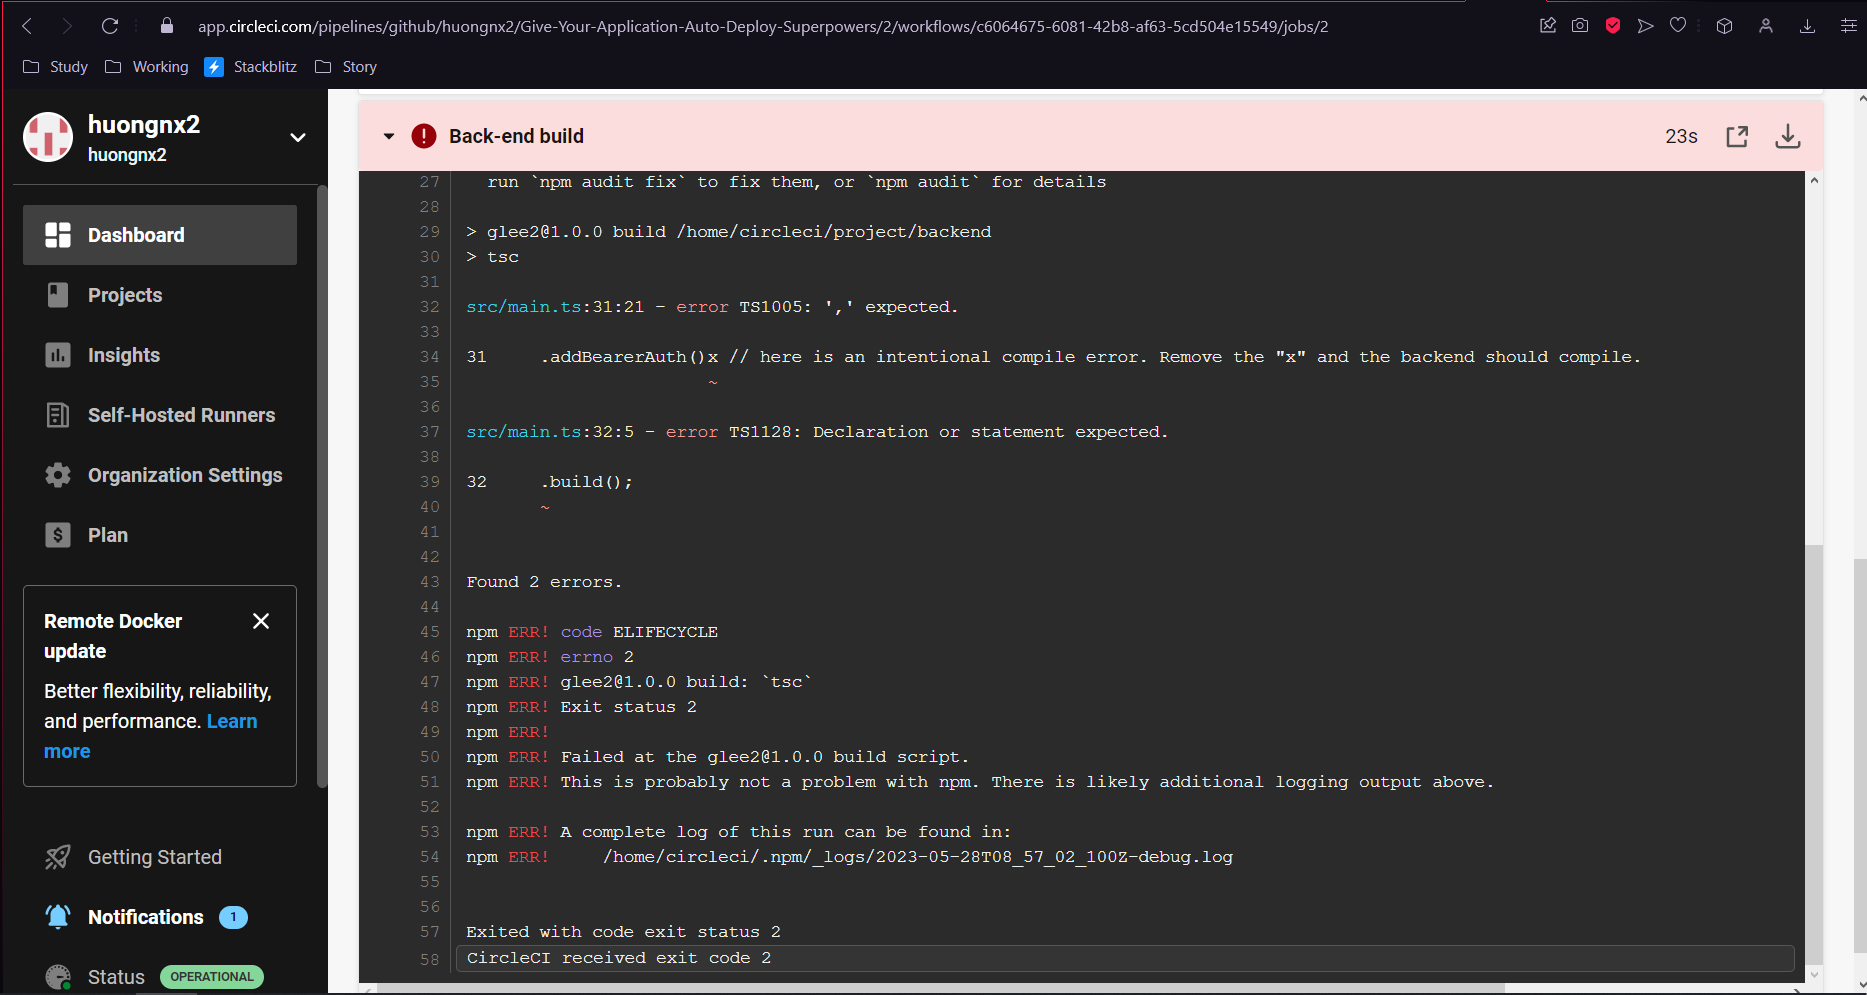 app.circleci.com/pipelines/github/huongnx2/Give-Your-Application-Auto-Deploy-Superpowers/2/workflows/c6064675-6081-42b8-af63-5cd504e15549/jobs/2
Study Working Stackblitz Story
huongnx2
huongnx2
Dashboard
Projects
Insights
Self-Hosted Runners
Organization Settings
Plan
Remote Docker
update
Better flexibility, reliability,
and performance. Learn
more
Getting Started
Notifications 1
Status OPERATIONAL
Back-end build 23s
27 run `npm audit fix` to fix them, or `npm audit` for details
28
29 > glee2@1.0.0 build /home/circleci/project/backend
30 > tsc
31
32 src/main.ts:31:21 - error TS1005: ',' expected.
33
34 31     .addBearerAuth()x // here is an intentional compile error. Remove the "x" and the backend should compile.
35                     ~
36
37 src/main.ts:32:5 - error TS1128: Declaration or statement expected.
38
39 32     .build();
40        ~
41
42
43 Found 2 errors.
44
45 npm ERR! code ELIFECYCLE
46 npm ERR! errno 2
47 npm ERR! glee2@1.0.0 build: `tsc`
48 npm ERR! Exit status 2
49 npm ERR!
50 npm ERR! Failed at the glee2@1.0.0 build script.
51 npm ERR! This is probably not a problem with npm. There is likely additional logging output above.
52
53 npm ERR! A complete log of this run can be found in:
54 npm ERR!     /home/circleci/.npm/_logs/2023-05-28T08_57_02_100Z-debug.log
55
56
57 Exited with code exit status 2
58 CircleCI received exit code 2